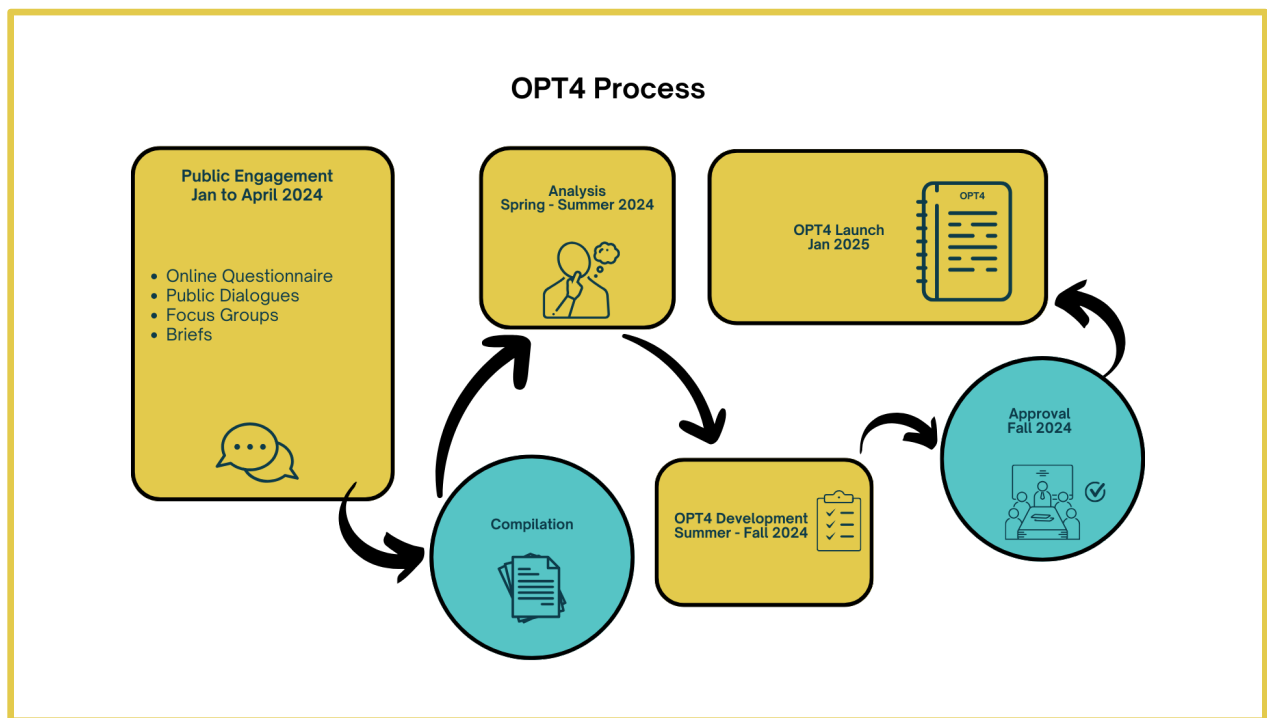 OPT4 Process
Public Engagement
Jan to April 2024
• Online Questionnaire
• Public Dialogues
• Focus Groups
• Briefs
Compilation
Analysis
Spring - Summer 2024
OPT4 Development
Summer - Fall 2024
Approval
Fall 2024
OPT4 Launch
Jan 2025
OPT4